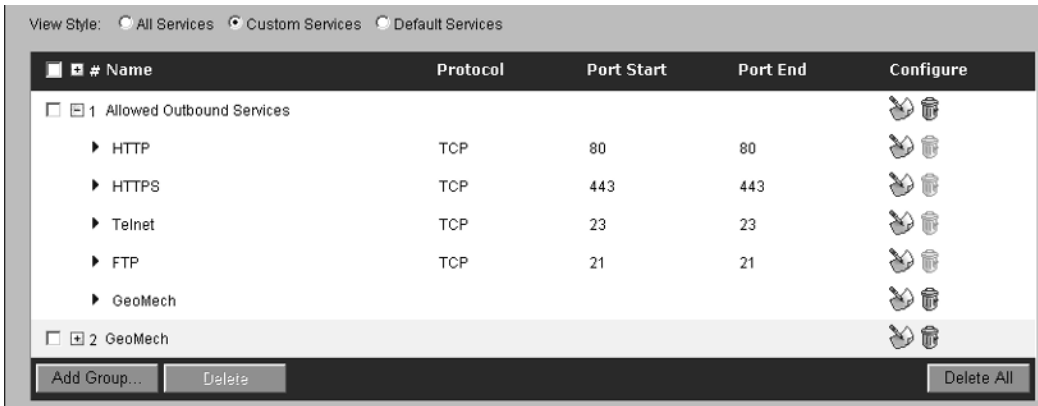 View Style: All Services Custom Services Default Services
# Name Protocol Port Start Port End Configure
1 Allowed Outbound Services
HTTP TCP 80 80
HTTPS TCP 443 443
Telnet TCP 23 23
FTP TCP 21 21
GeoMech
2 GeoMech
Add Group... Delete Delete All